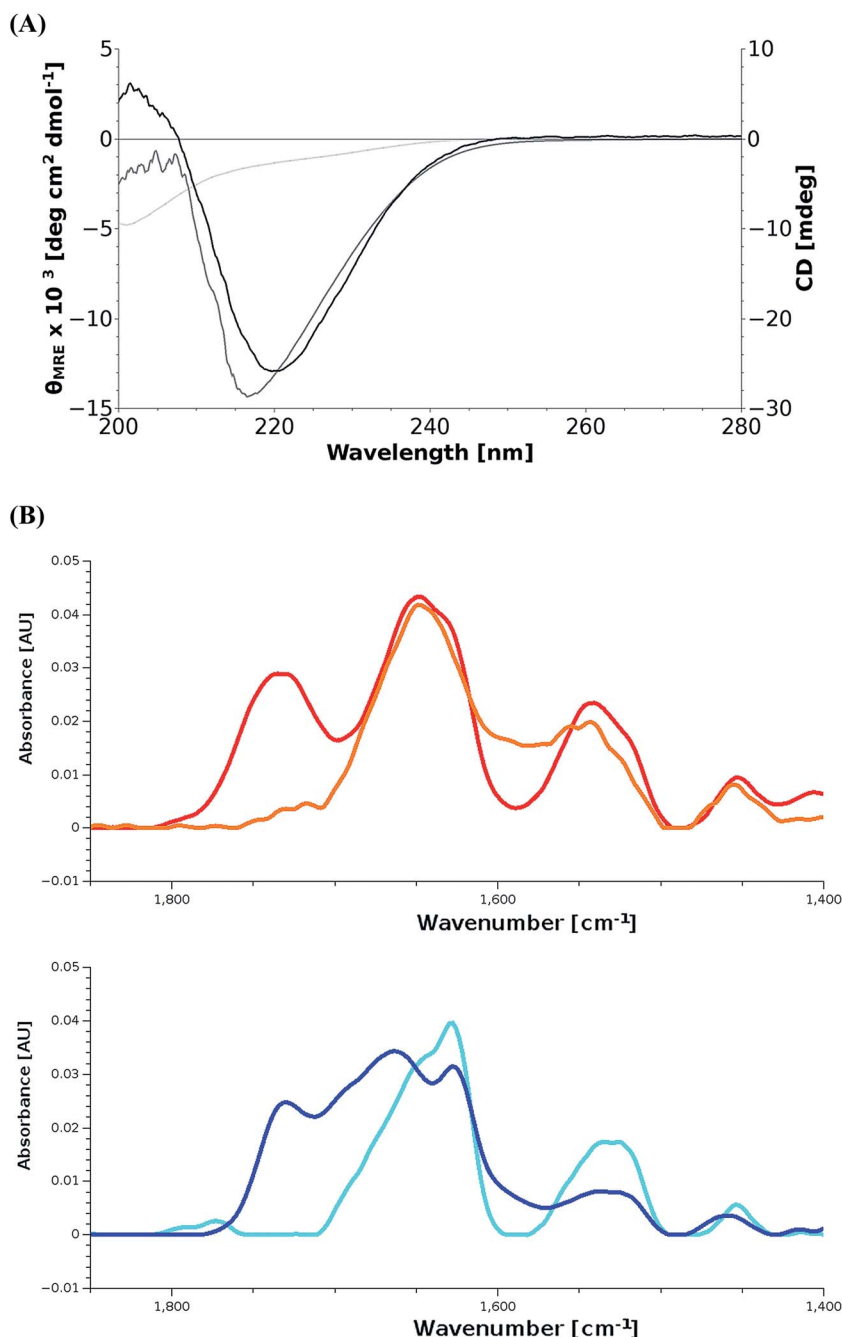 (A)
5
0
−5
−10
−15
θMRE x 10 ³ [deg cm² dmol⁻¹]
10
0
−10
−20
−30
CD [mdeg]
200 220 240 260 280
Wavelength [nm]
(B)
0.05
0.04
0.03
0.02
0.01
0
−0.01
Absorbance [AU]
1,800 1,600 1,400
Wavenumber [cm⁻¹]
0.05
0.04
0.03
0.02
0.01
0
−0.01
Absorbance [AU]
1,800 1,600 1,400
Wavenumber [cm⁻¹]